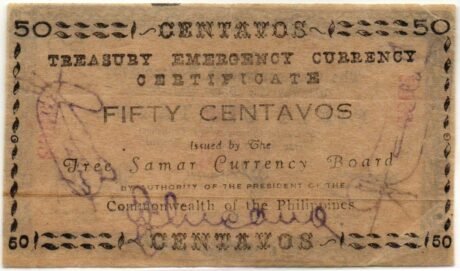 50 CENTAVOS 50
TREASURY EMERGENCY CURRENCY
CERTIFICATE
FIFTY CENTAVOS
Issued by The
Free Samar Currency Board
BY AUTHORITY OF THE PRESIDENT OF THE
Commonwealth of the Philippines
50 CENTAVOS 50